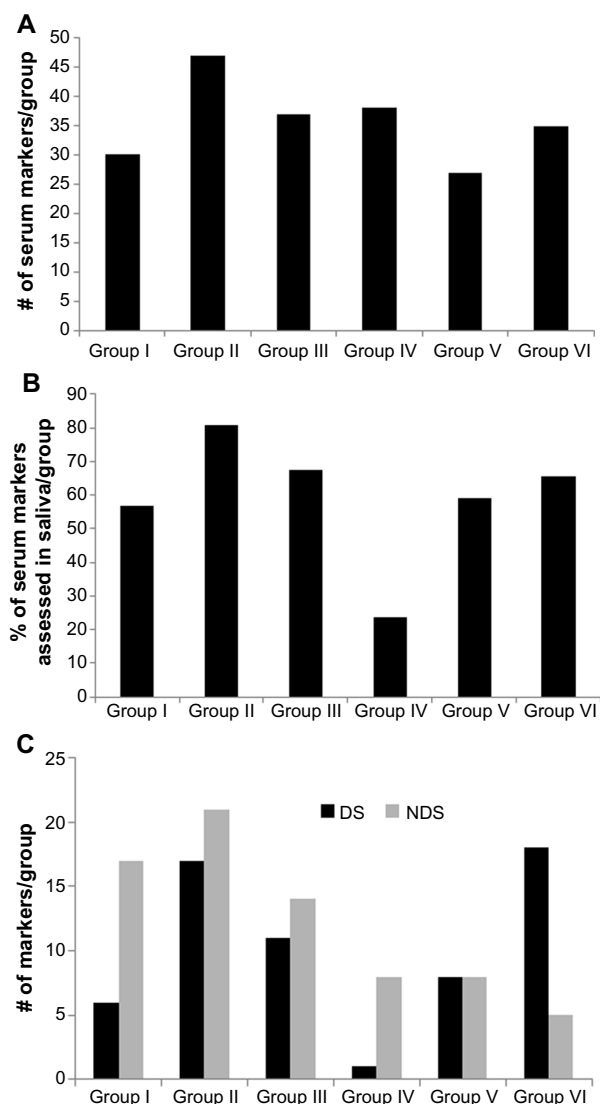 A
# of serum markers/group
50
45
40
35
30
25
20
15
10
5
0
Group I Group II Group III Group IV Group V Group VI
B
% of serum markers
assessed in saliva/group
90
80
70
60
50
40
30
20
10
0
Group I Group II Group III Group IV Group V Group VI
C
# of markers/group
25
20
15
10
5
0
DS NDS
Group I Group II Group III Group IV Group V Group VI